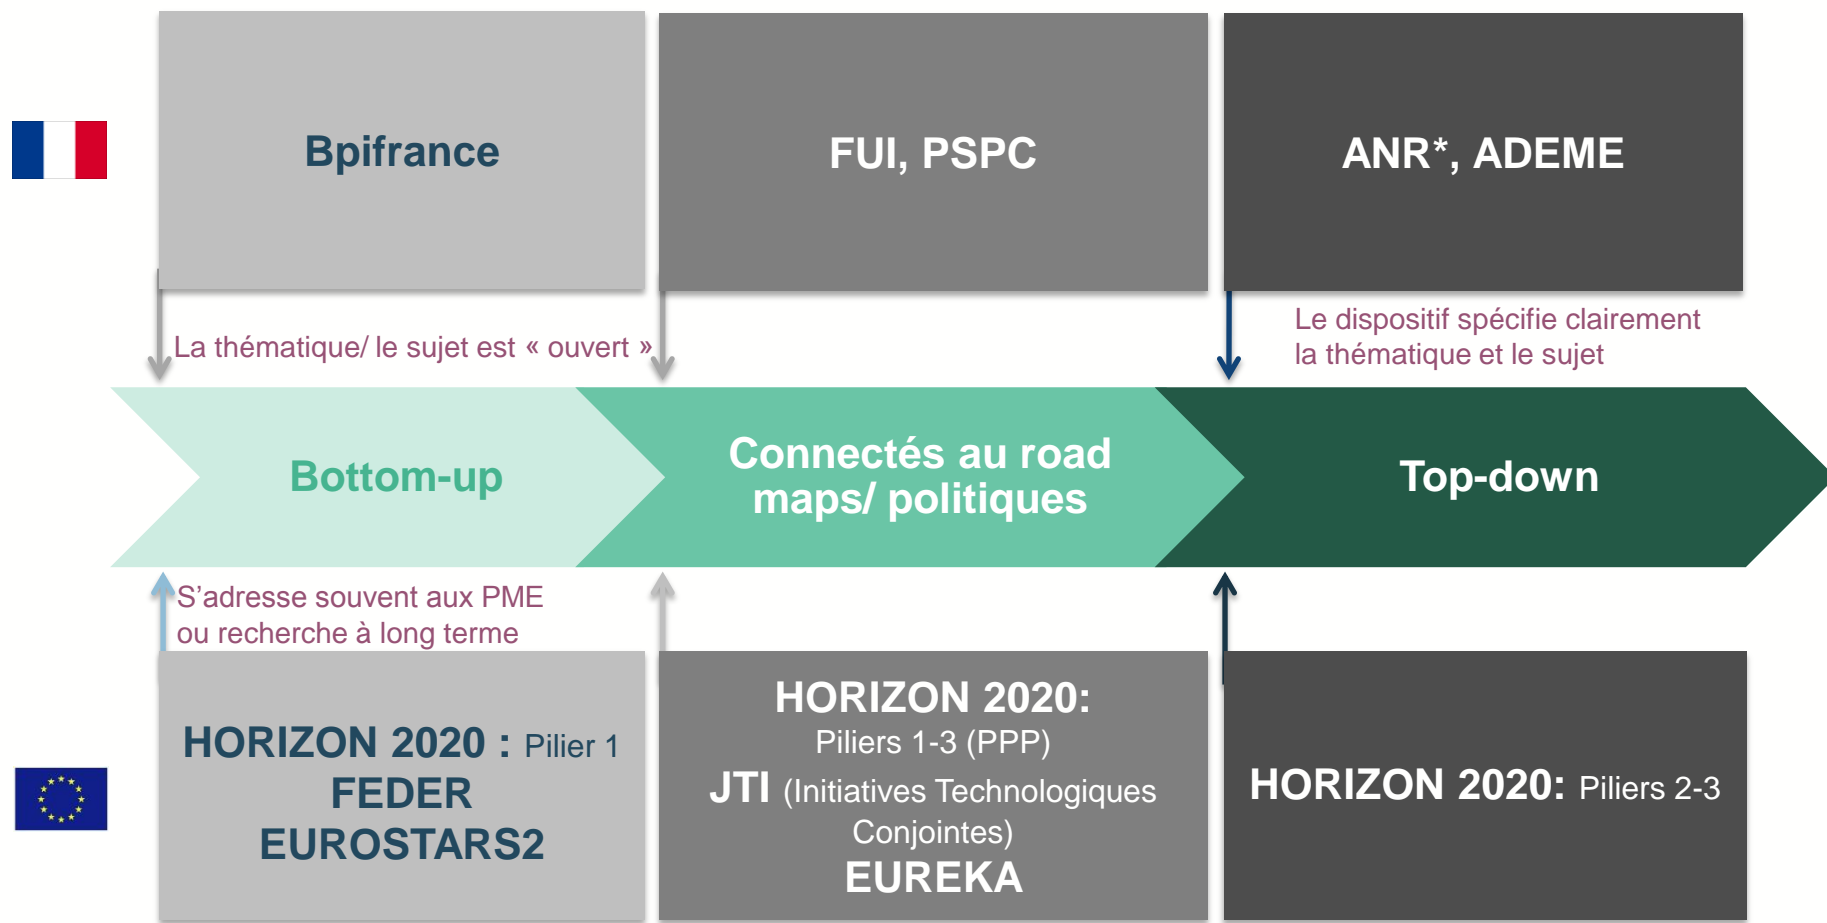 Bpifrance
FUI, PSPC
ANR*, ADEME
La thématique/ le sujet est « ouvert »
Le dispositif spécifie clairement
la thématique et le sujet
Bottom-up
Connectés au road
maps/ politiques
Top-down
S’adresse souvent aux PME
ou recherche à long terme
HORIZON 2020 : Pilier 1
FEDER
EUROSTARS2
HORIZON 2020:
Piliers 1-3 (PPP)
JTI (Initiatives Technologiques
Conjointes)
EUREKA
HORIZON 2020: Piliers 2-3